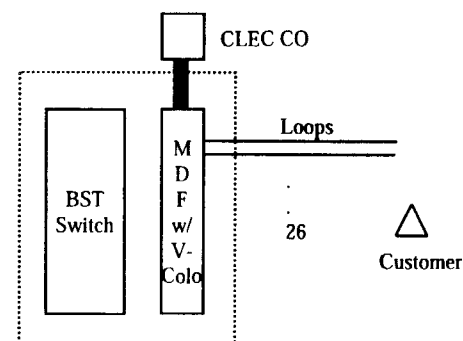 CLEC CO
Loops
M
D
F
w/
V-
Colo
BST
Switch
.
.
26
Customer